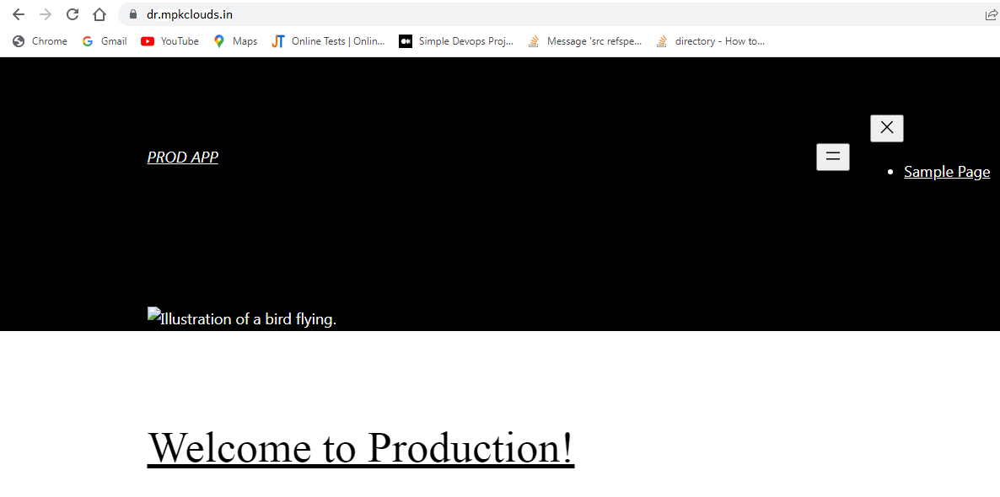 dr.mpkclouds.in
Chrome Gmail YouTube Maps Online Tests | Onlin... Simple Devops Proj... Message 'src refspe... directory - How to...
PROD APP
Sample Page
Illustration of a bird flying.
Welcome to Production!